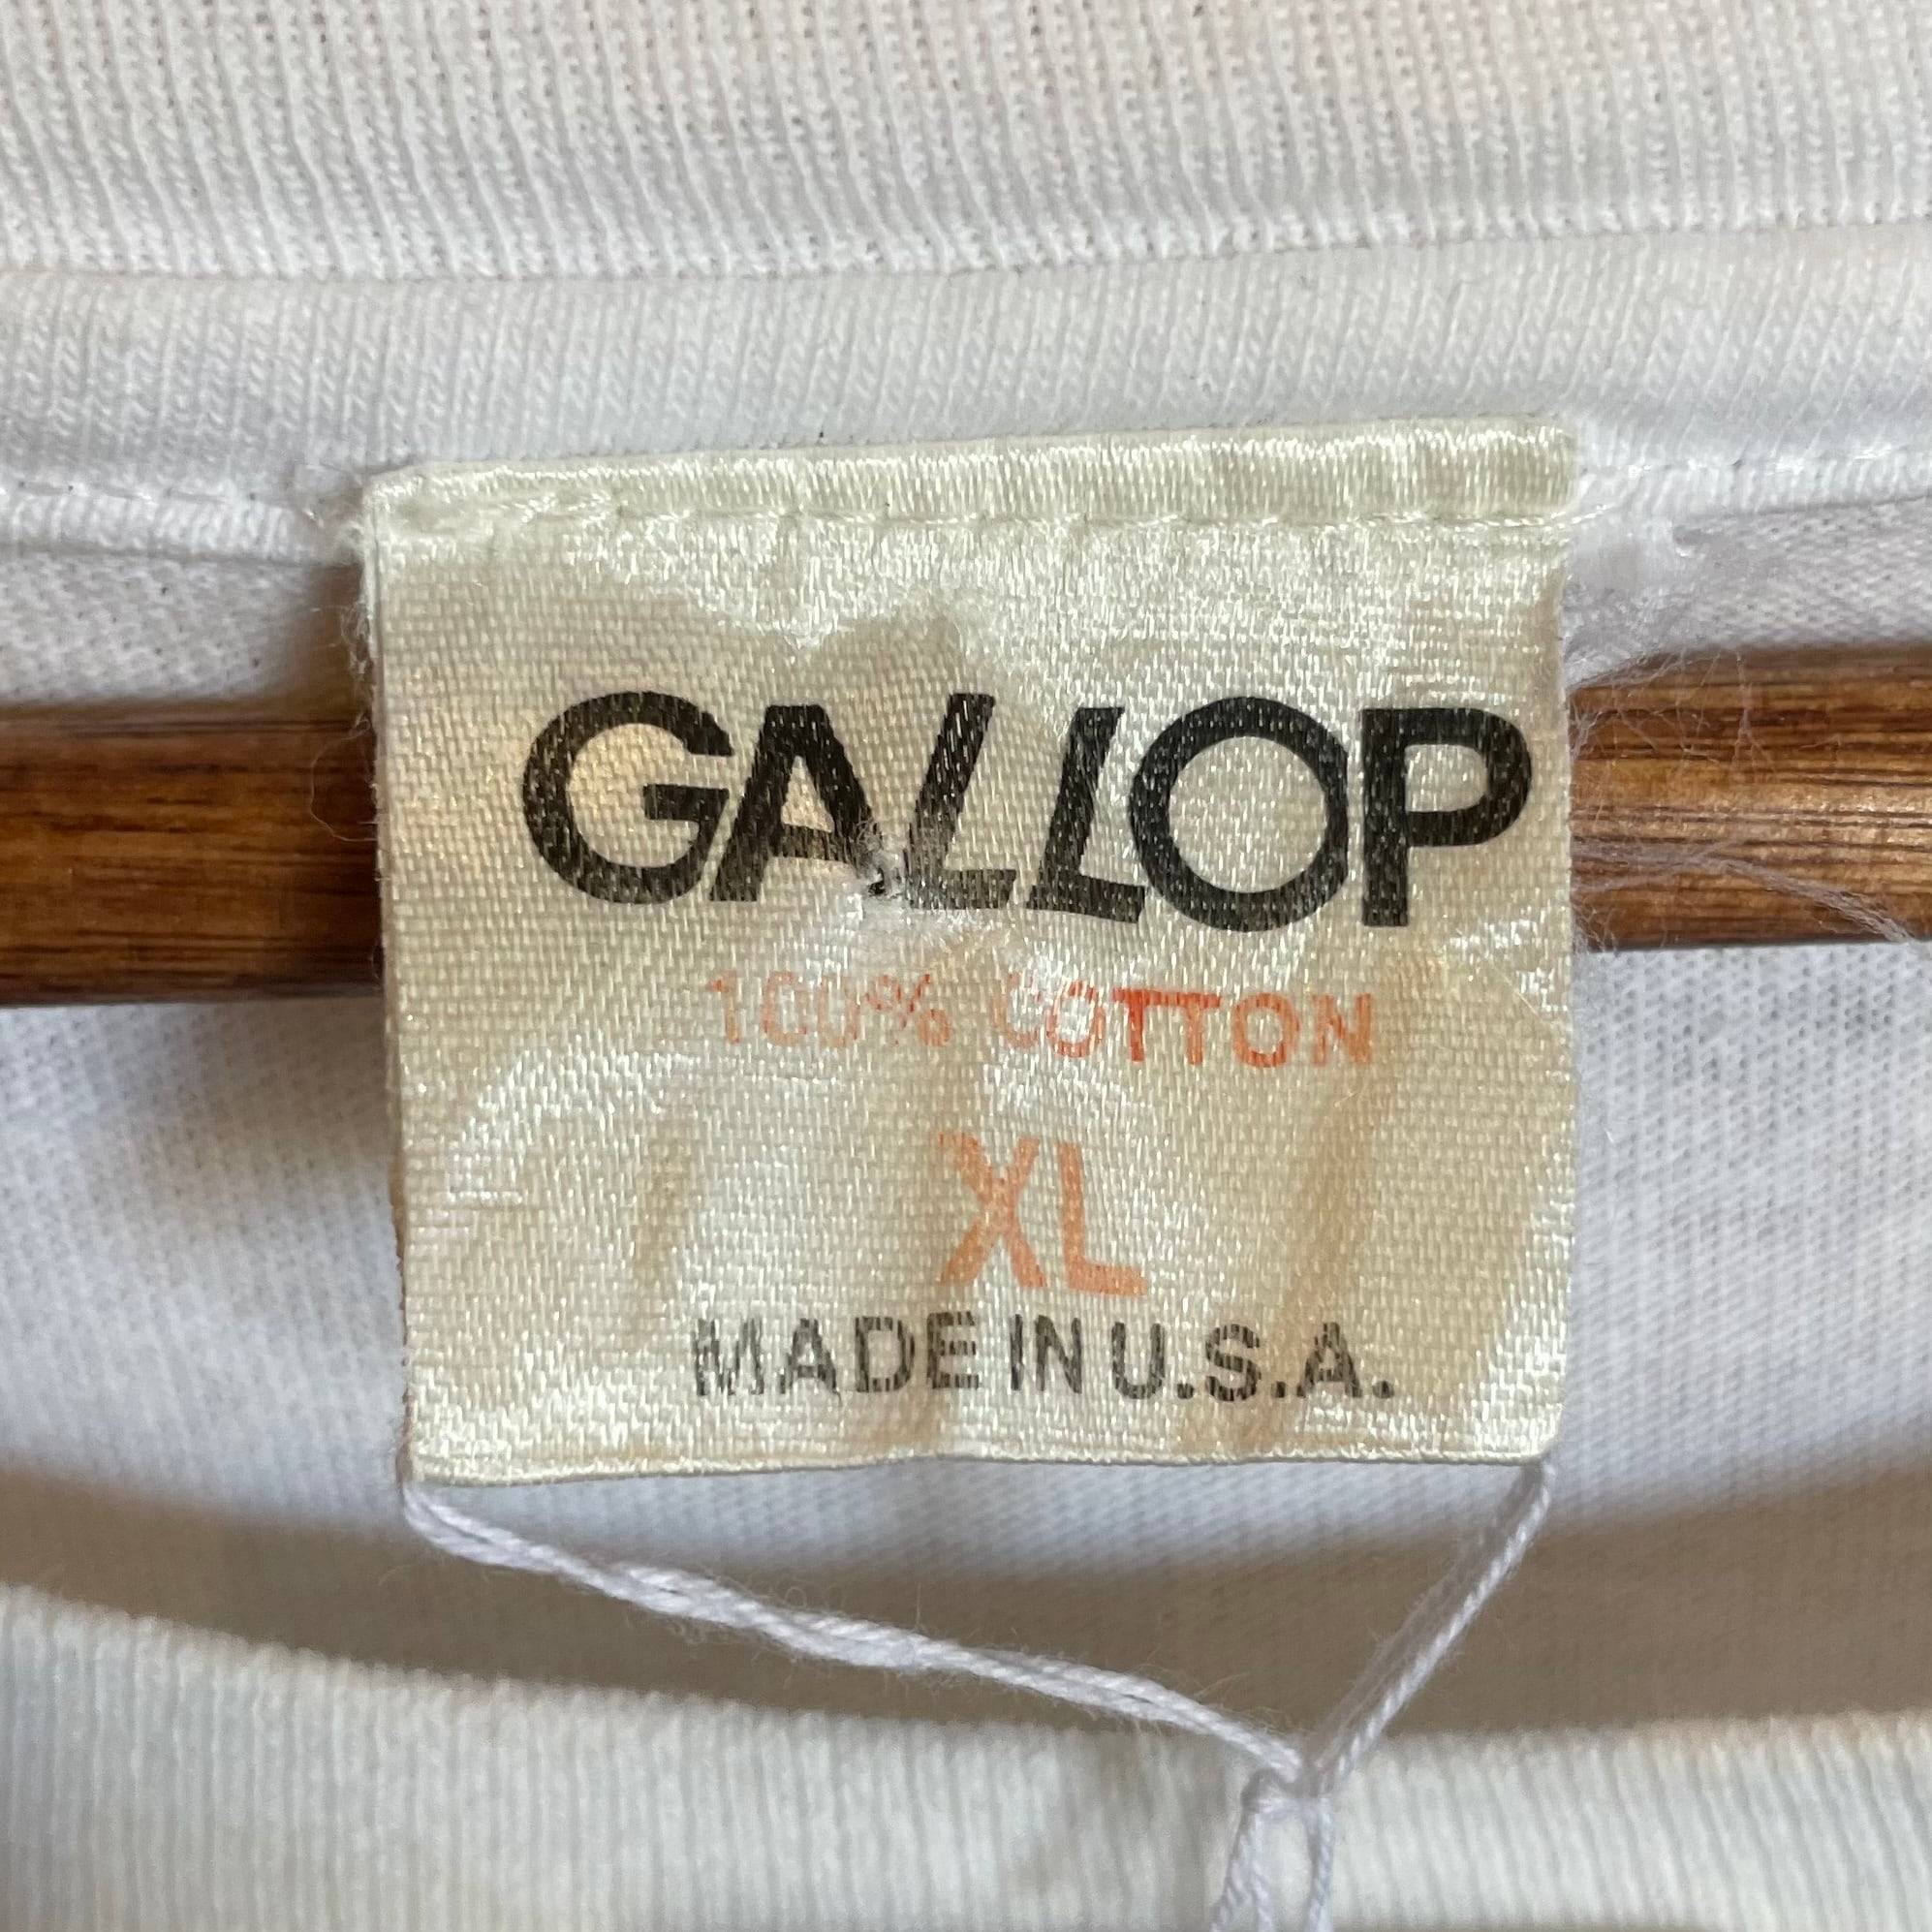 GALLOP
100% COTTON
XL
MADE IN U.S.A.